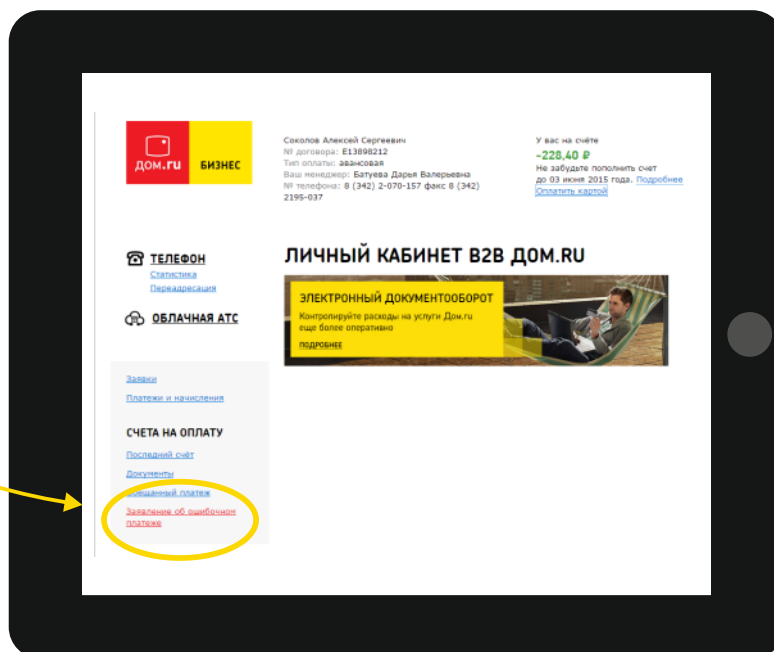 дом.ru
БИЗНЕС
Соколов Алексей Сергеевич
№ договора: E13898212
Тип оплаты: авансовая
Ваш менеджер: Батуева Дарья Валерьевна
№ телефона: 8 (342) 2-070-157 факс 8 (342)
2195-037
У вас на счёте
-228,40 ₽
Не забудьте пополнить счет
до 03 июня 2015 года. Подробнее
Оплатить картой
ТЕЛЕФОН
Статистика
Переадресация
ОБЛАЧНАЯ АТС
ЛИЧНЫЙ КАБИНЕТ B2B ДОМ.RU
ЭЛЕКТРОННЫЙ ДОКУМЕНТООБОРОТ
Контролируйте расходы на услуги Дом.ru
еще более оперативно
ПОДРОБНЕЕ
Заявки
Платежи и начисления
СЧЕТА НА ОПЛАТУ
Последний счёт
Документы
Обещанный платеж
Заявление об ошибочном
платеже